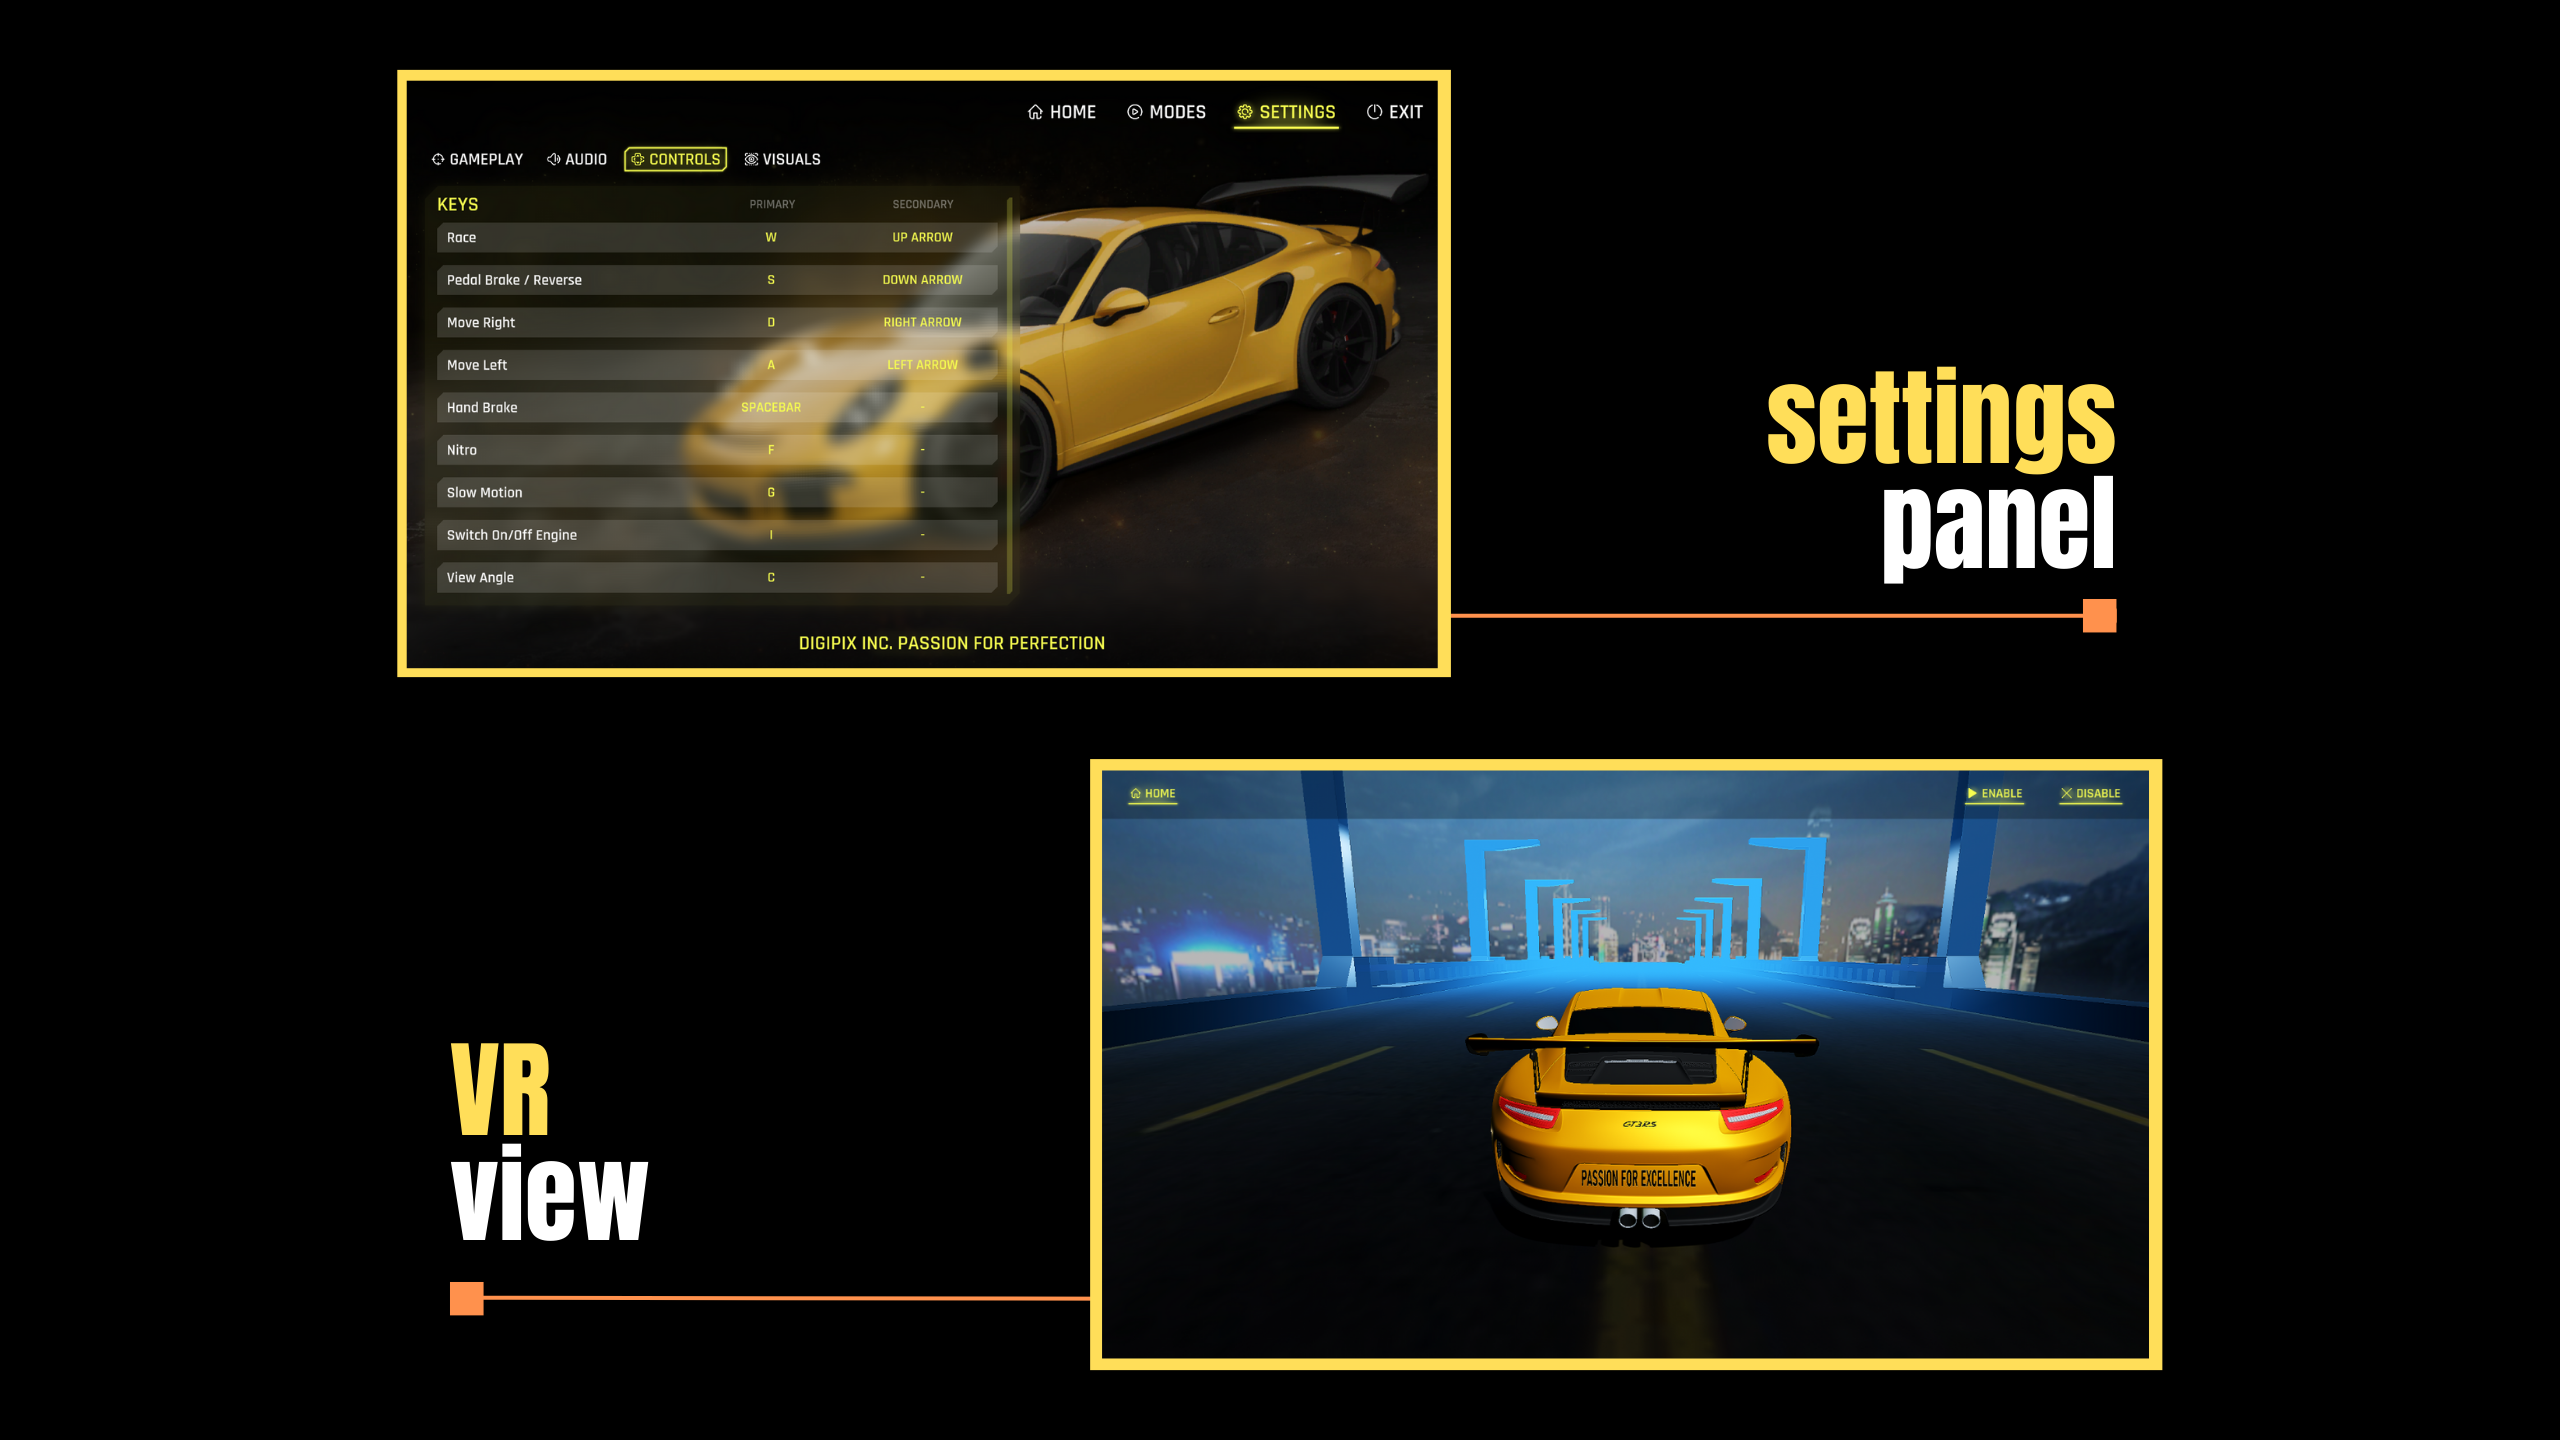 HOME MODES SETTINGS EXIT
GAMEPLAY AUDIO CONTROLS VISUALS
KEYS PRIMARY SECONDARY
Race W UP ARROW
Pedal Brake / Reverse S DOWN ARROW
Move Right D RIGHT ARROW
Move Left A LEFT ARROW
Hand Brake SPACEBAR -
Nitro F -
Slow Motion G -
Switch On/Off Engine I -
View Angle C -
DIGIPIX INC. PASSION FOR PERFECTION
settings
panel
HOME ENABLE DISABLE
GT3RS
PASSION FOR EXCELLENCE
VR
view